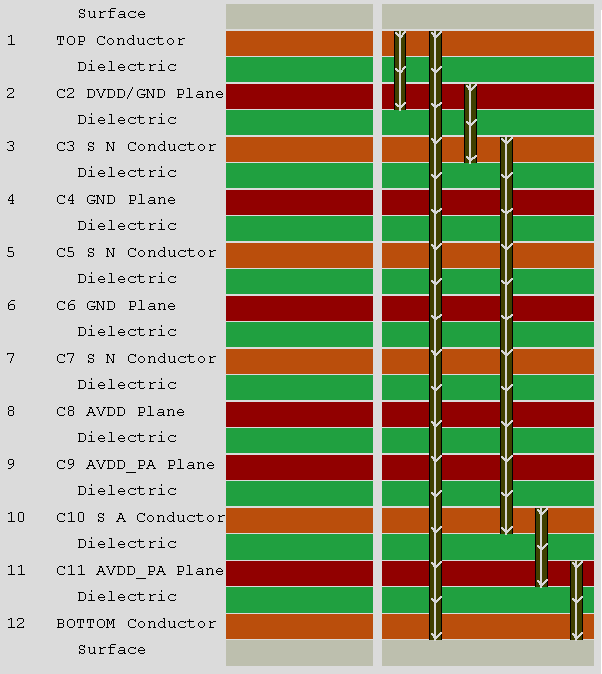 Surface
1 TOP Conductor
Dielectric
2 C2 DVDD/GND Plane
Dielectric
3 C3 S N Conductor
Dielectric
4 C4 GND Plane
Dielectric
5 C5 S N Conductor
Dielectric
6 C6 GND Plane
Dielectric
7 C7 S N Conductor
Dielectric
8 C8 AVDD Plane
Dielectric
9 C9 AVDD_PA Plane
Dielectric
10 C10 S A Conductor
Dielectric
11 C11 AVDD_PA Plane
Dielectric
12 BOTTOM Conductor
Surface